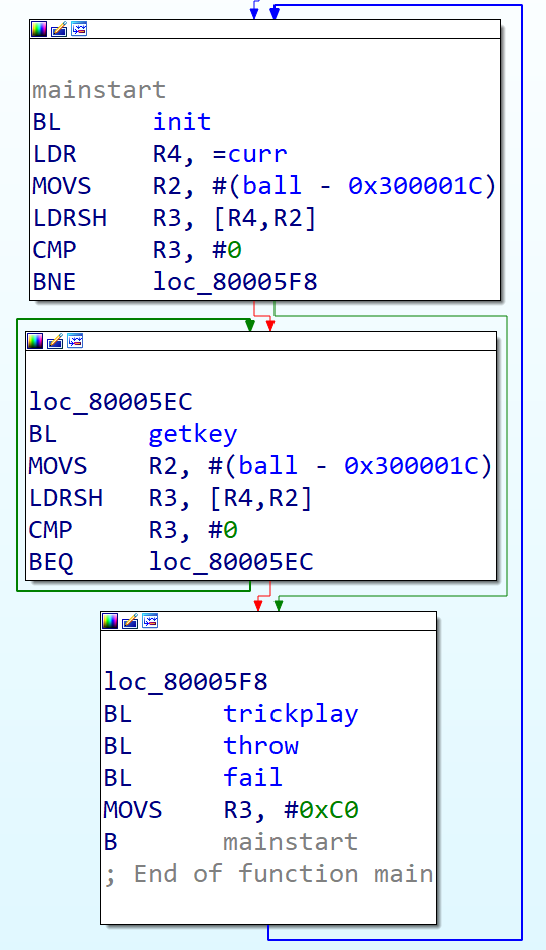 mainstart
BL init
LDR R4, =curr
MOVS R2, #(ball - 0x300001C)
LDRSH R3, [R4,R2]
CMP R3, #0
BNE loc_80005F8
loc_80005EC
BL getkey
MOVS R2, #(ball - 0x300001C)
LDRSH R3, [R4,R2]
CMP R3, #0
BEQ loc_80005EC
loc_80005F8
BL trickplay
BL throw
BL fail
MOVS R3, #0xC0
B mainstart
; End of function main